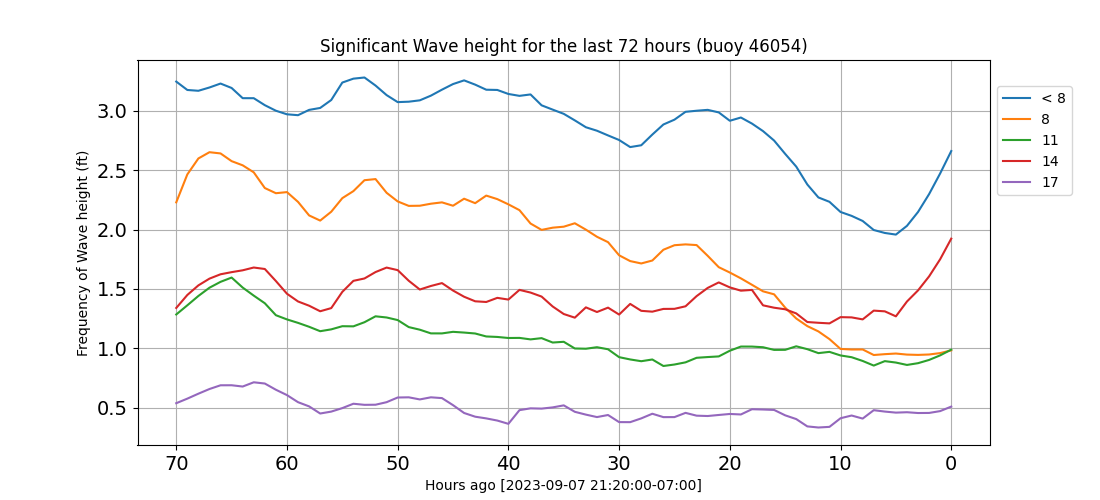 Significant Wave height for the last 72 hours (buoy 46054)
Frequency of Wave height (ft)
3.0
2.5
2.0
1.5
1.0
0.5
70 60 50 40 30 20 10 0
Hours ago [2023-09-07 21:20:00-07:00]
< 8
8
11
14
17